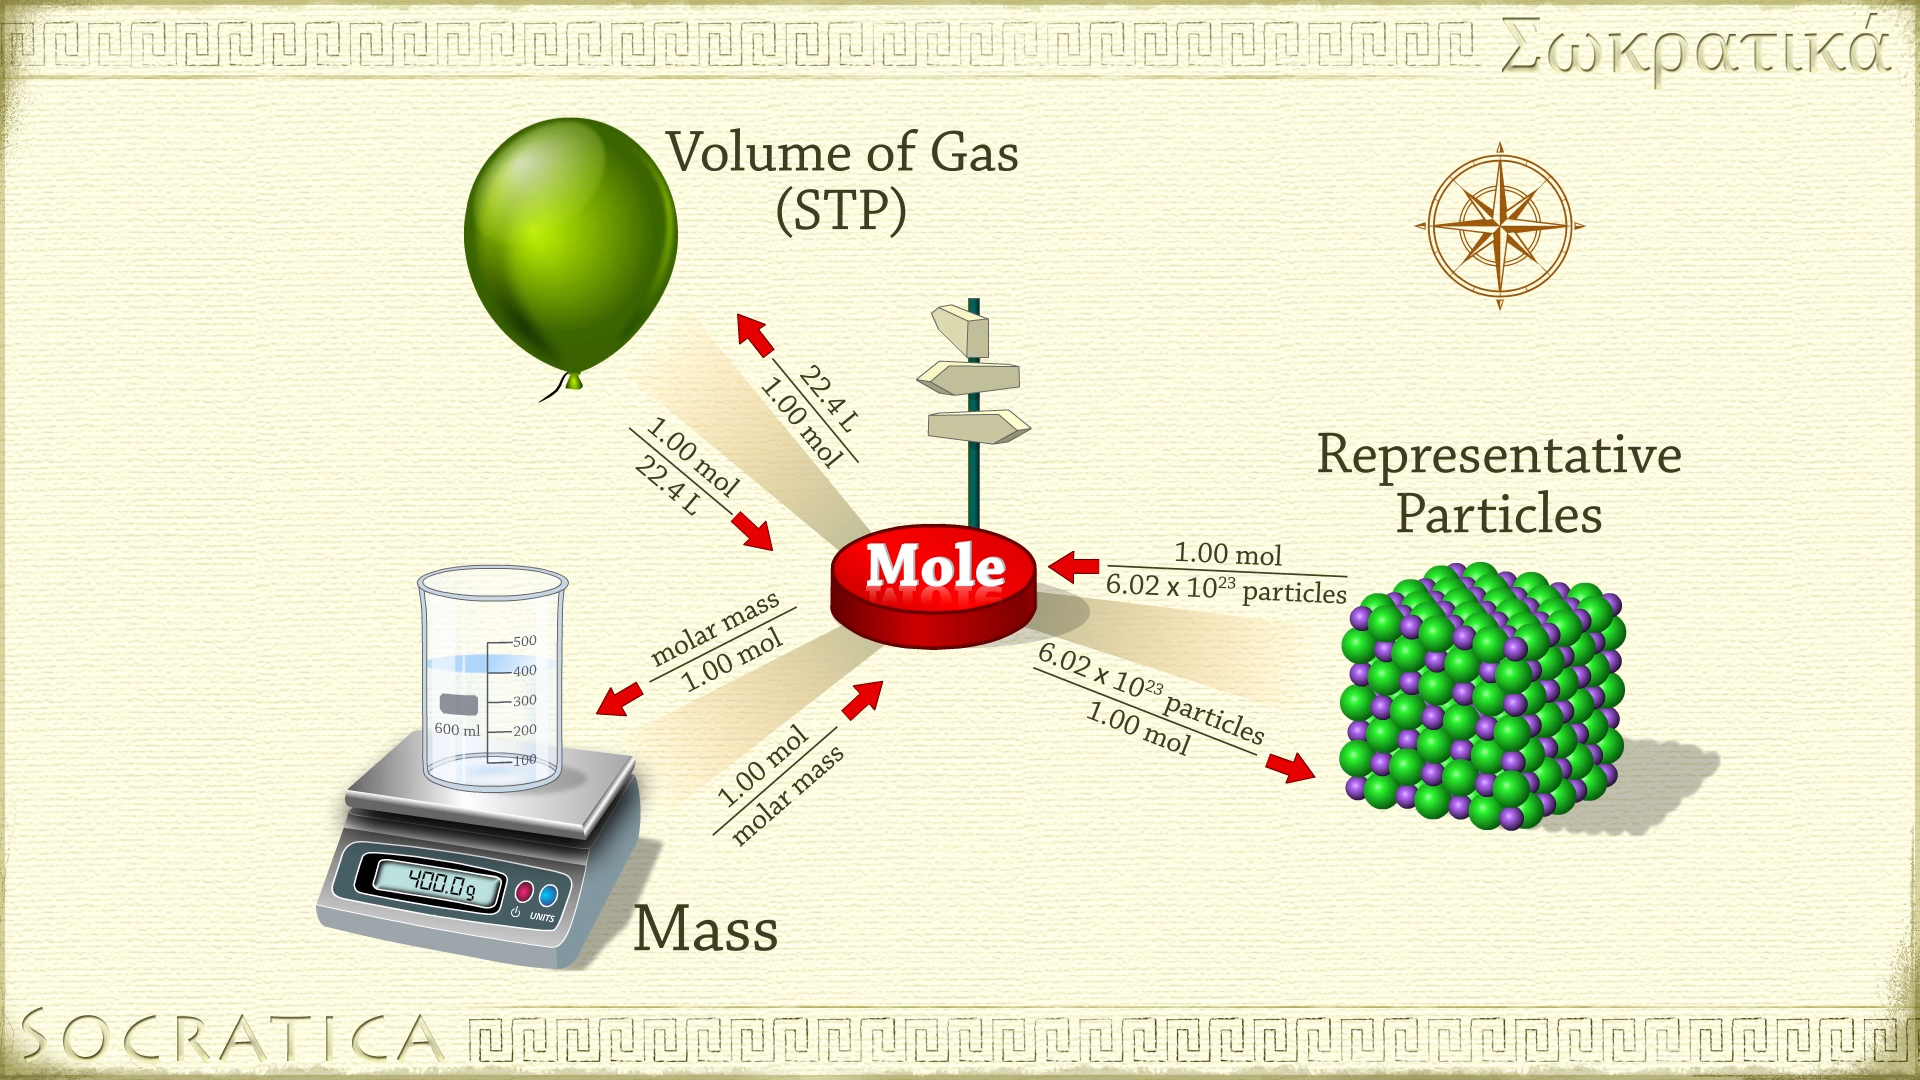 Σωκρατικά
Volume of Gas
(STP)
22.4 L
1.00 mol
1.00 mol
22.4 L
Mole
Representative
Particles
1.00 mol
6.02 x 10²³ particles
6.02 x 10²³ particles
1.00 mol
molar mass
1.00 mol
1.00 mol
molar mass
500
400
300
600 ml
200
100
400.0g
UNITS
Mass
SOCRATICA